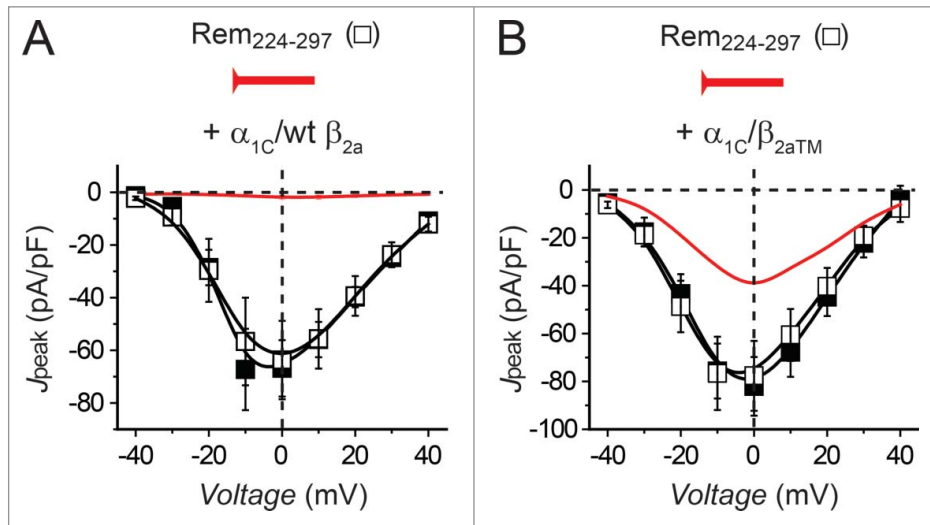 A
Rem224-297 (□)
+ α1C/wt β2a
0
-20
-40
-60
-80
Jpeak (pA/pF)
-40 -20 0 20 40
Voltage (mV)
B
Rem224-297 (□)
+ α1C/β2aTM
0
-20
-40
-60
-80
-100
Jpeak (pA/pF)
-40 -20 0 20 40
Voltage (mV)